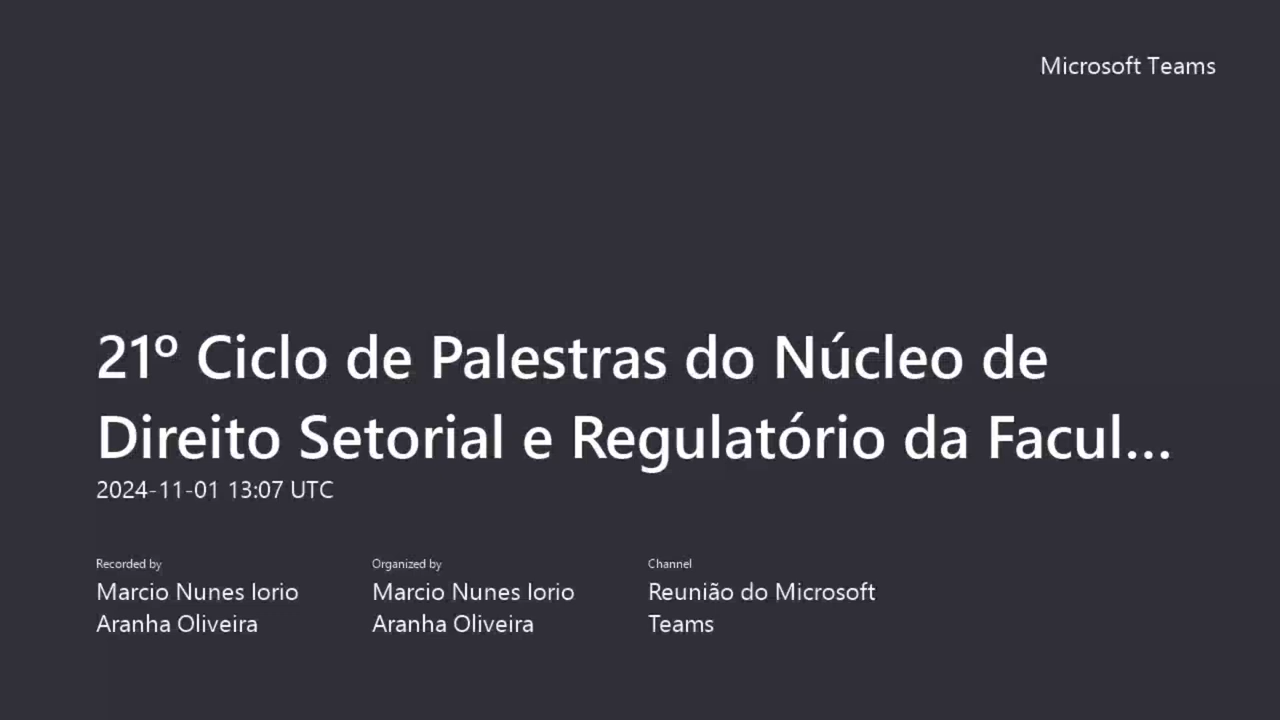 Microsoft Teams
21º Ciclo de Palestras do Núcleo de
Direito Setorial e Regulatório da Facul...
2024-11-01 13:07 UTC
Recorded by
Marcio Nunes Iorio
Aranha Oliveira
Organized by
Marcio Nunes Iorio
Aranha Oliveira
Channel
Reunião do Microsoft
Teams